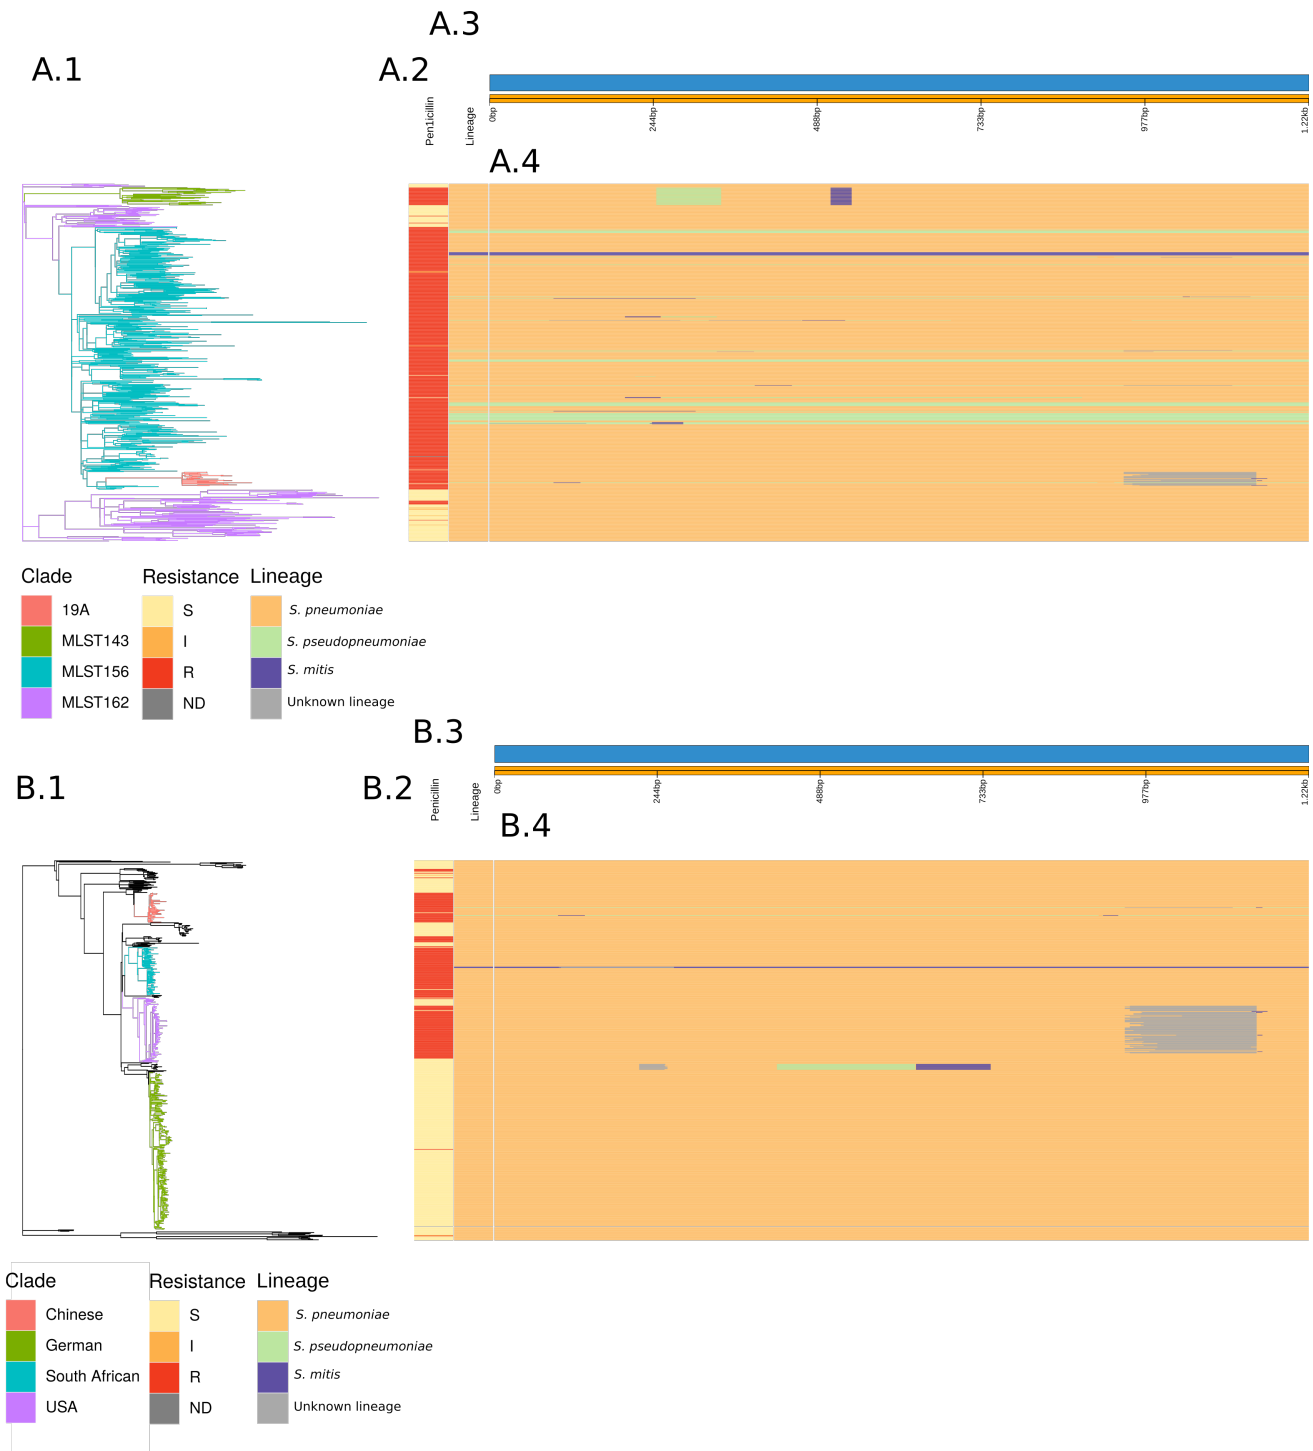 A.3
A.1
A.2
Pen1icillin
Lineage
0bp
244bp
488bp
733bp
977bp
1.22kb
A.4
Clade
19A
MLST143
MLST156
MLST162
Resistance
S
I
R
ND
Lineage
S. pneumoniae
S. pseudopneumoniae
S. mitis
Unknown lineage
B.3
B.1
B.2
Penicillin
Lineage
0bp
244bp
488bp
733bp
977bp
1.22kb
B.4
Clade
Chinese
German
South African
USA
Resistance
S
I
R
ND
Lineage
S. pneumoniae
S. pseudopneumoniae
S. mitis
Unknown lineage